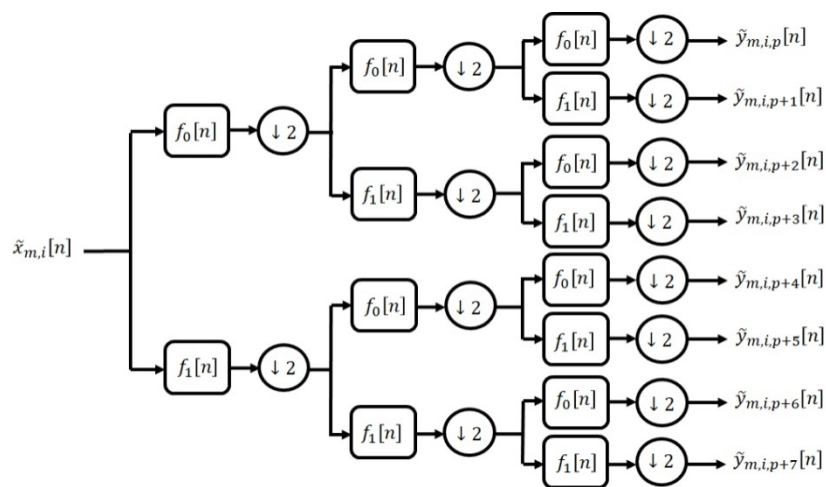 f₀[n] ↓ 2 ỹₘ,ᵢ,ₚ[n]
f₀[n] ↓ 2
f₁[n] ↓ 2 ỹₘ,ᵢ,ₚ₊₁[n]
f₀[n] ↓ 2
f₀[n] ↓ 2 ỹₘ,ᵢ,ₚ₊₂[n]
f₁[n] ↓ 2
f₁[n] ↓ 2 ỹₘ,ᵢ,ₚ₊₃[n]
x̃ₘ,ᵢ[n]
f₀[n] ↓ 2 ỹₘ,ᵢ,ₚ₊₄[n]
f₀[n] ↓ 2
f₁[n] ↓ 2 ỹₘ,ᵢ,ₚ₊₅[n]
f₁[n] ↓ 2
f₀[n] ↓ 2 ỹₘ,ᵢ,ₚ₊₆[n]
f₁[n] ↓ 2
f₁[n] ↓ 2 ỹₘ,ᵢ,ₚ₊₇[n]